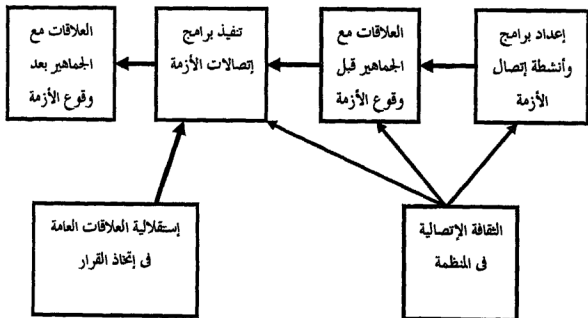 إعداد برامج
وأنشطة إتصال
الأزمة
العلاقات مع
الجماهير قبل
وقوع الأزمة
تنفيذ برامج
إتصالات الأزمة
العلاقات مع
الجماهير بعد
وقوع الأزمة
الثقافة الإتصالية
فى المنظمة
إستقلالية العلاقات العامة
فى إتخاذ القرار